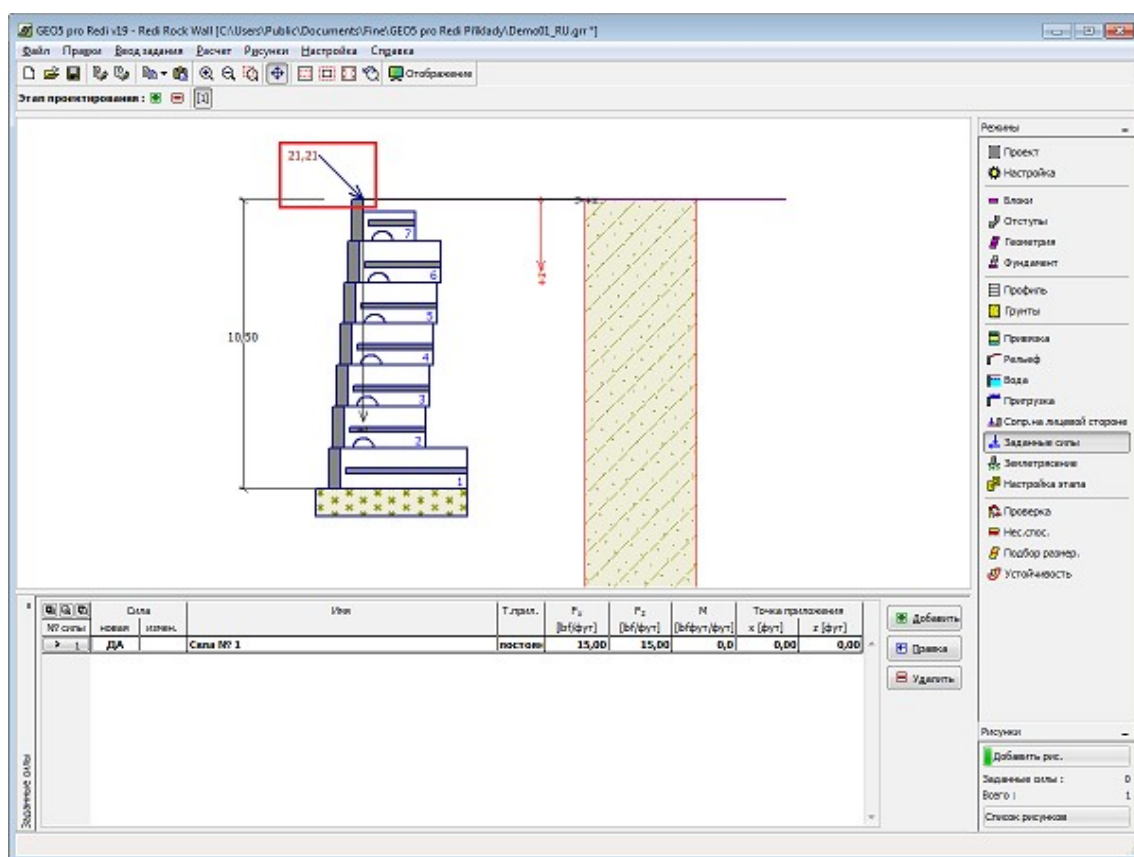 GEO5 pro Redi v19 - Redi Rock Wall [C:\Users\Public\Documents\Fine\GEO5 pro Redi Příklady\Demo01_RU.grr *]
Файл Правки Ввод задания Расчет Рисунки Настройка Справка
Отображение
Этап проектирования : [1]
21,21
10,50
+z
7
6
5
4
3
2
1
Режимы
Проект
Настройка
Блоки
Отступы
Геометрия
Фундамент
Профиль
Грунты
Привязка
Рельеф
Вода
Пригрузка
Сопр.на лицевой стороне
Заданные силы
Землетрясение
Настройка этапа
Проверка
Нес.спос.
Подбор размер.
Устойчивость
Сила Имя Т.прил. Fx Fz M Точка приложения
№ силы новая измен. [lbf/фут] [lbf/фут] [lbfфут/фут] x [фут] z [фут]
1 ДА Сила № 1 постоян 15,00 15,00 0,0 0,00 0,00
Добавить
Правка
Удалить
Заданные силы
Рисунки
Добавить рис.
Заданные силы : 0
Всего : 1
Список рисунков